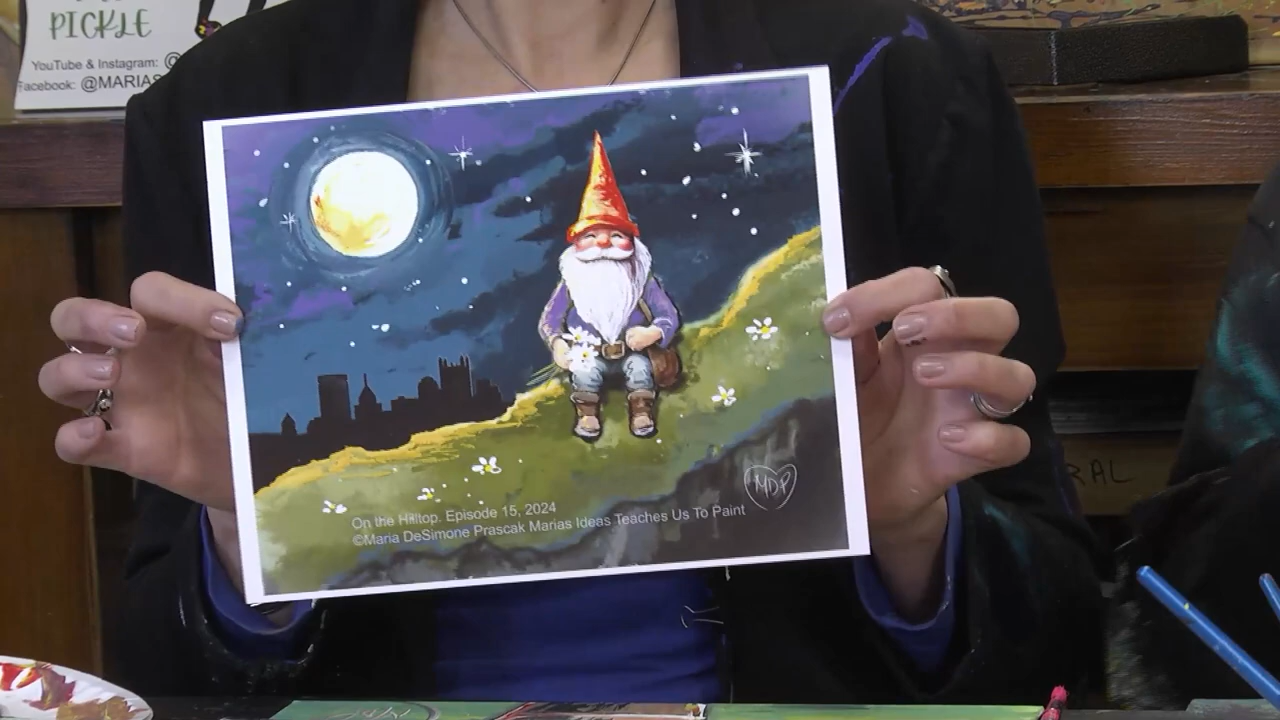 PICKLE
YouTube & Instagram: @
Facebook: @MARIAS
On the Hilltop. Episode 15, 2024
©Maria DeSimone Prascak Marias Ideas Teaches Us To Paint
MDP
RAL